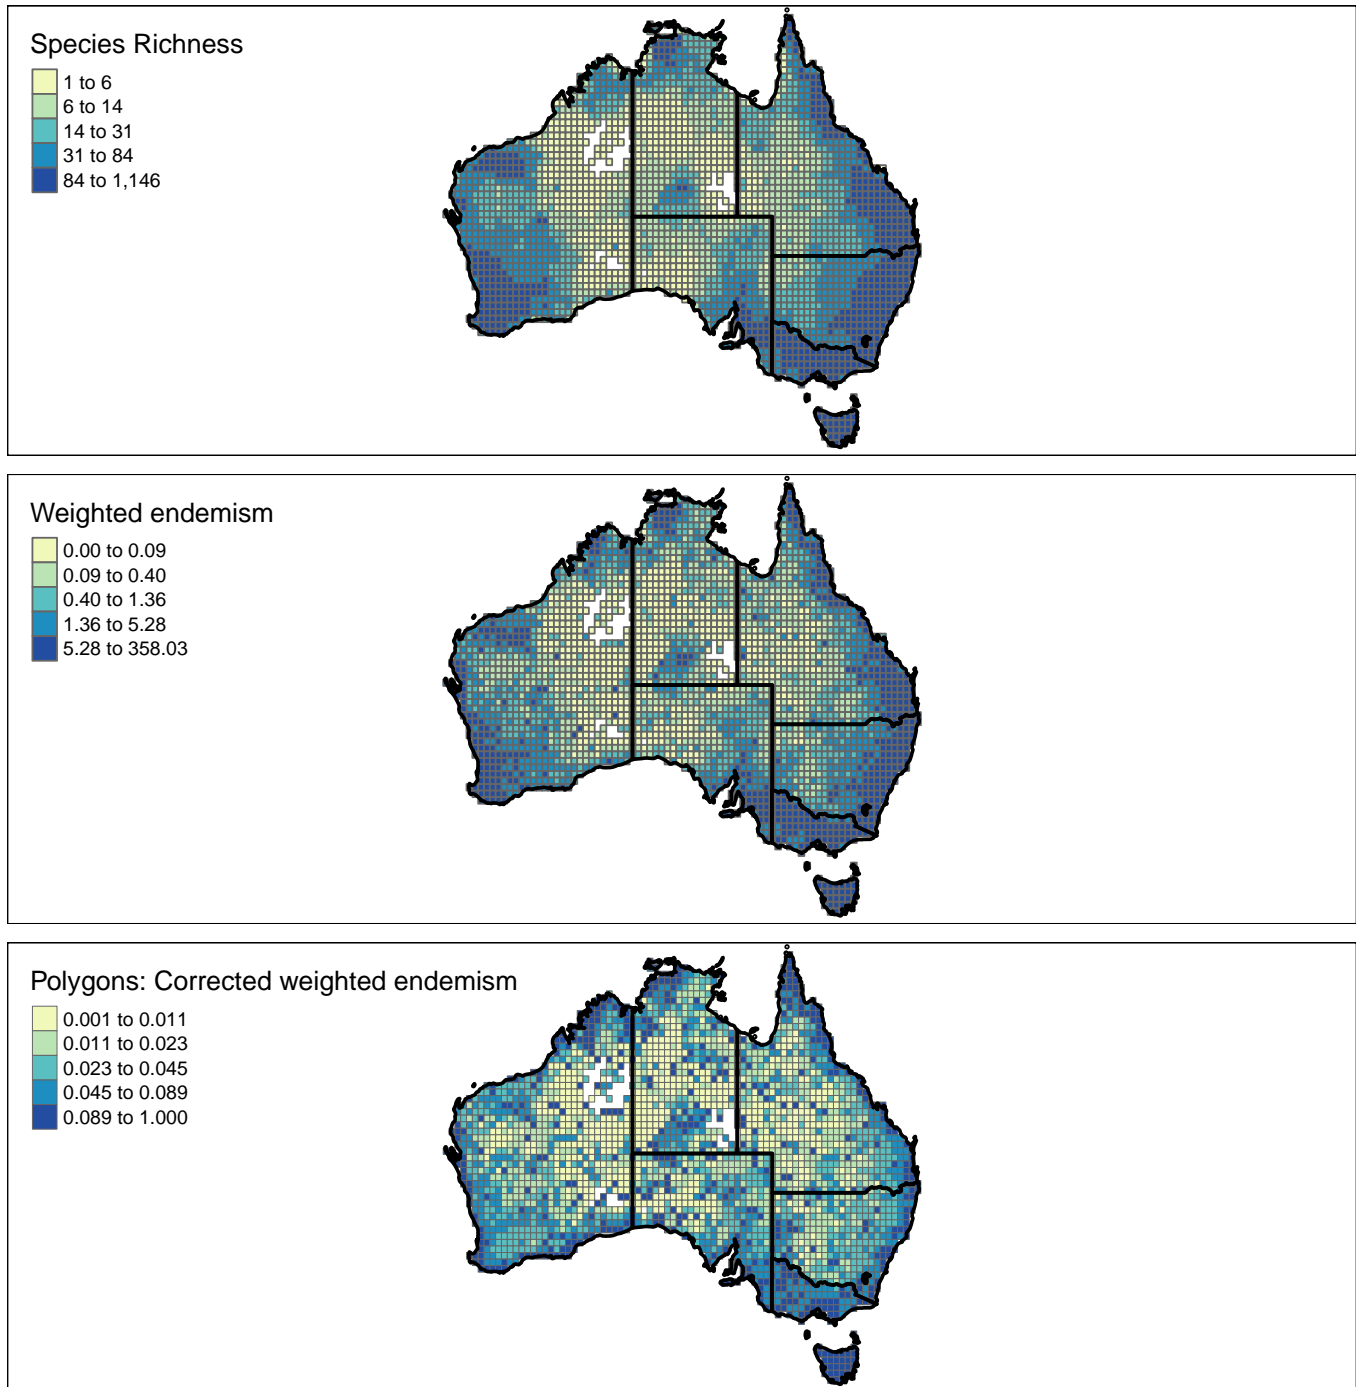 Species Richness
1 to 6
6 to 14
14 to 31
31 to 84
84 to 1,146
Weighted endemism
0.00 to 0.09
0.09 to 0.40
0.40 to 1.36
1.36 to 5.28
5.28 to 358.03
Polygons: Corrected weighted endemism
0.001 to 0.011
0.011 to 0.023
0.023 to 0.045
0.045 to 0.089
0.089 to 1.000